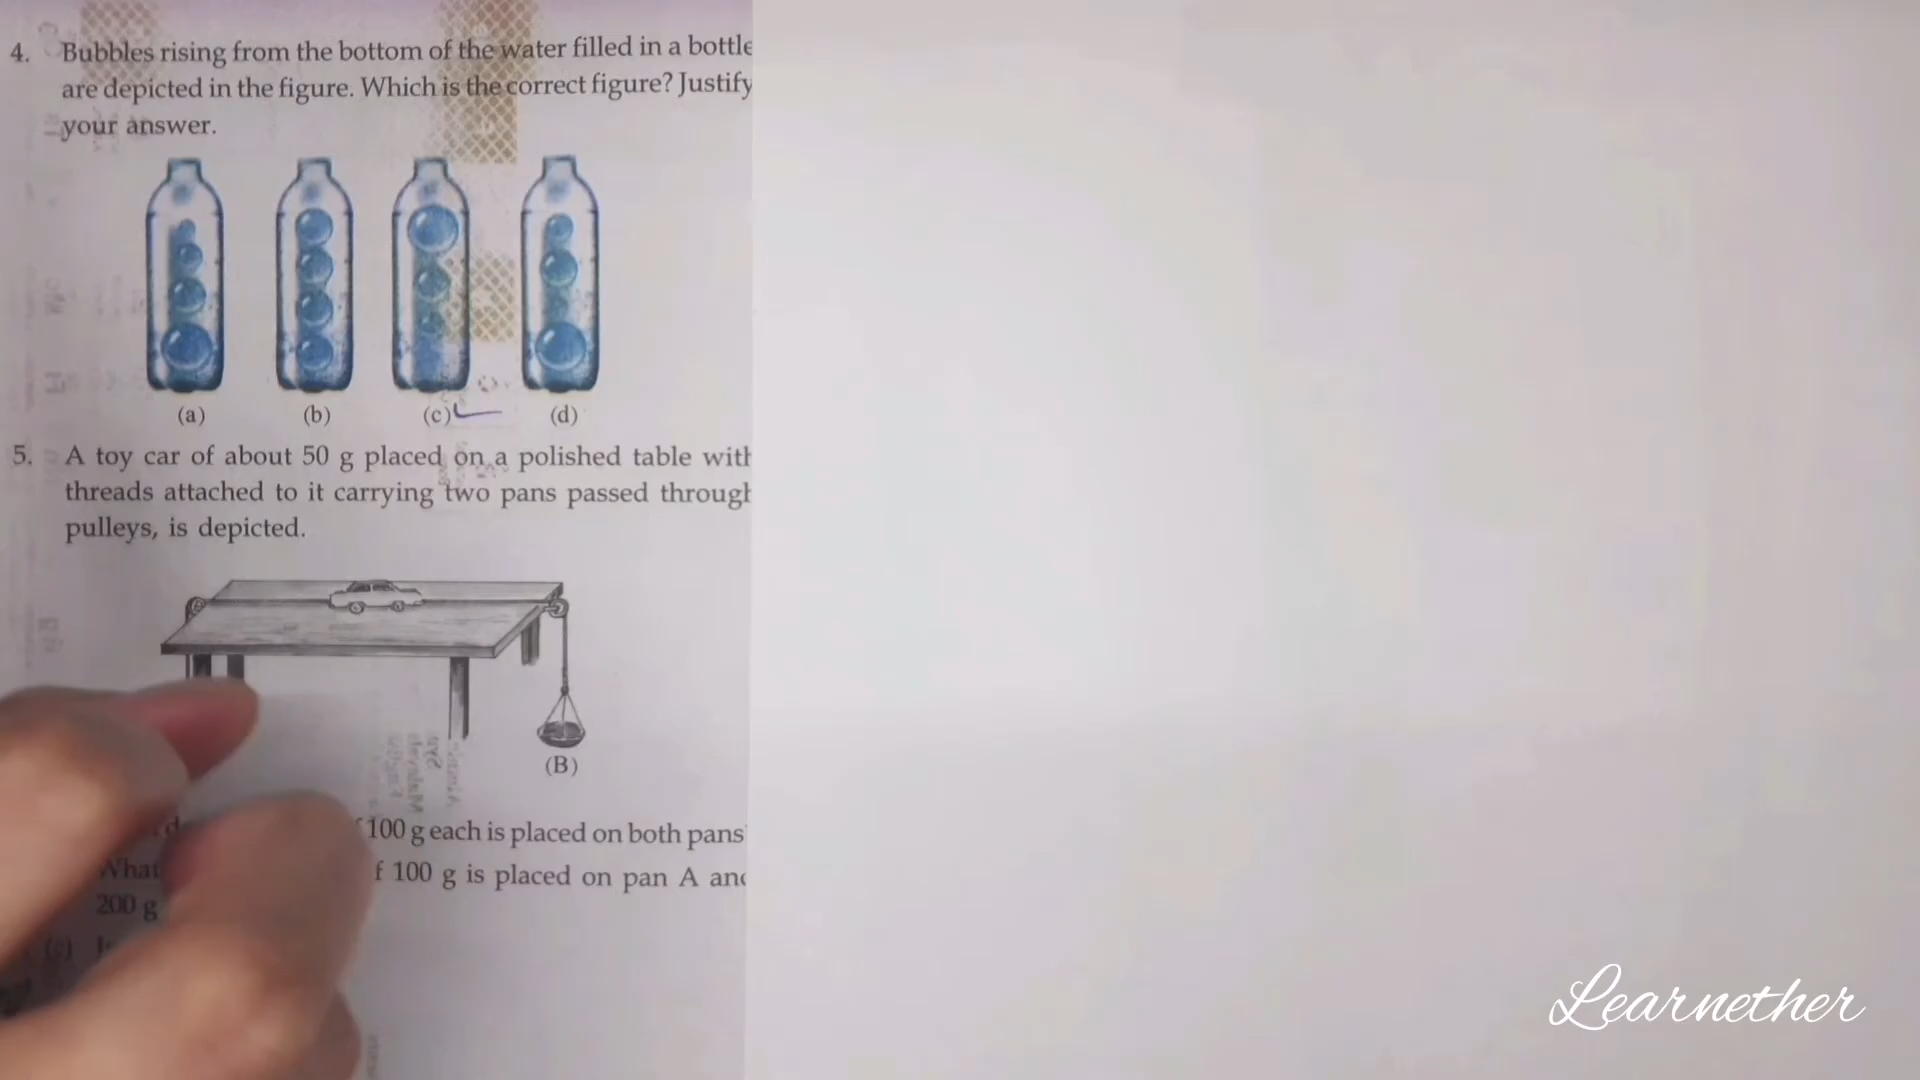 4. Bubbles rising from the bottom of the water filled in a bottle
are depicted in the figure. Which is the correct figure? Justify
your answer.
(a) (b) (c) (d)
5. A toy car of about 50 g placed on a polished table with
threads attached to it carrying two pans passed through
pulleys, is depicted.
(B)
100 g each is placed on both pans
What f 100 g is placed on pan A and
200 g
(c)
Learnether